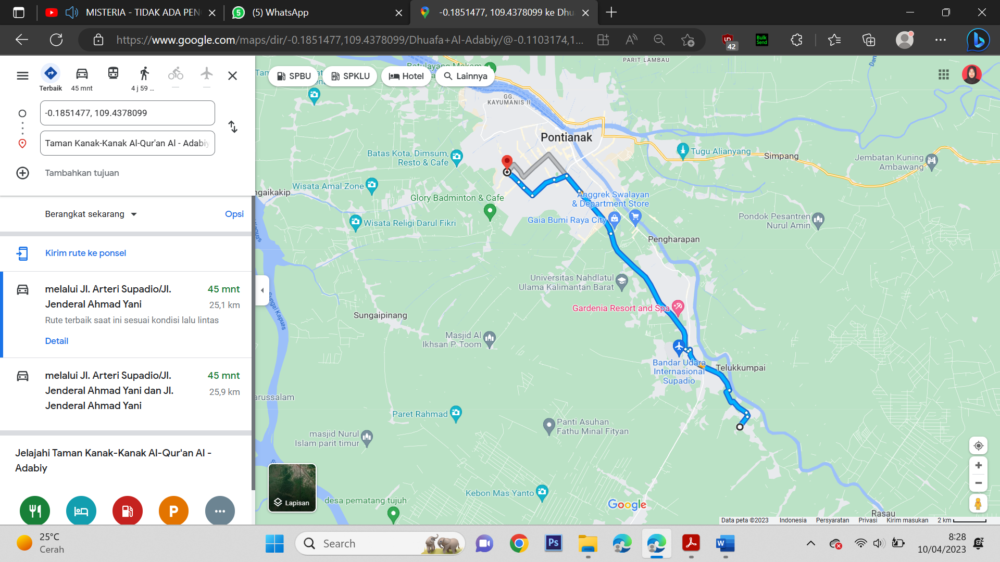 MISTERIA - TIDAK ADA PEN
(5) WhatsApp
-0.1851477, 109.4378099 ke Dhu
https://www.google.com/maps/dir/-0.1851477,109.4378099/Dhuafa+Al-Adabiy/@-0.1103174,1...
42
Bulk Send
Terbaik
45 mnt
4 j 59 ...
-0.1851477, 109.4378099
Taman Kanak-Kanak Al-Qur'an Al - Adabiy
Tambahkan tujuan
Berangkat sekarang
Opsi
Kirim rute ke ponsel
melalui Jl. Arteri Supadio/Jl.
Jenderal Ahmad Yani
45 mnt
25,1 km
Rute terbaik saat ini sesuai kondisi lalu lintas
Detail
melalui Jl. Arteri Supadio/Jl.
Jenderal Ahmad Yani dan Jl.
Jenderal Ahmad Yani
45 mnt
25,9 km
Jelajahi Taman Kanak-Kanak Al-Qur'an Al -
Adabiy
SPBU
SPKLU
Hotel
Lainnya
PARIT LAMBAU
GG.
KAYUMANIS II
Pontianak
Batas Kota, Dimsum,
Resto & Cafe
Tugu Alianyang
Simpang
Jembatan Kuning
Ambawang
ngaikakip
Wisata Amal Zone
Glory Badminton & Cafe
Anggrek Swalayan
& Department Store
Wisata Religi Darul Fikri
Gaia Bumi Raya City
Pondok Pesantren
Nurul Amin
Pengharapan
Universitas Nahdlatul
Ulama Kalimantan Barat
Gardenia Resort and Spa
Sungaipinang
Sungai Kapuas
Masjid Al
Ikhsan P. Toom
Bandar Udara
Internasional
Supadio
Telukkumpai
arussalam
Paret Rahmad
Panti Asuhan
Fathu Minal Fityan
masjid Nurul
Islam parit timur
Kebon Mas Yanto
desa pematang tujuh
Lapisan
Google
Rasau
Data peta ©2023
Indonesia
Persyaratan
Privasi
Kirim masukan
2 km
25°C
Cerah
Search
8:28
10/04/2023